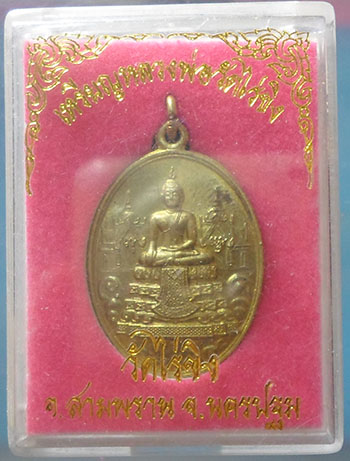 เหรียญหลวงพ่อวัดไร่ขิง
วัดไร่ขิง
อ.สามพราน จ.นครปฐม